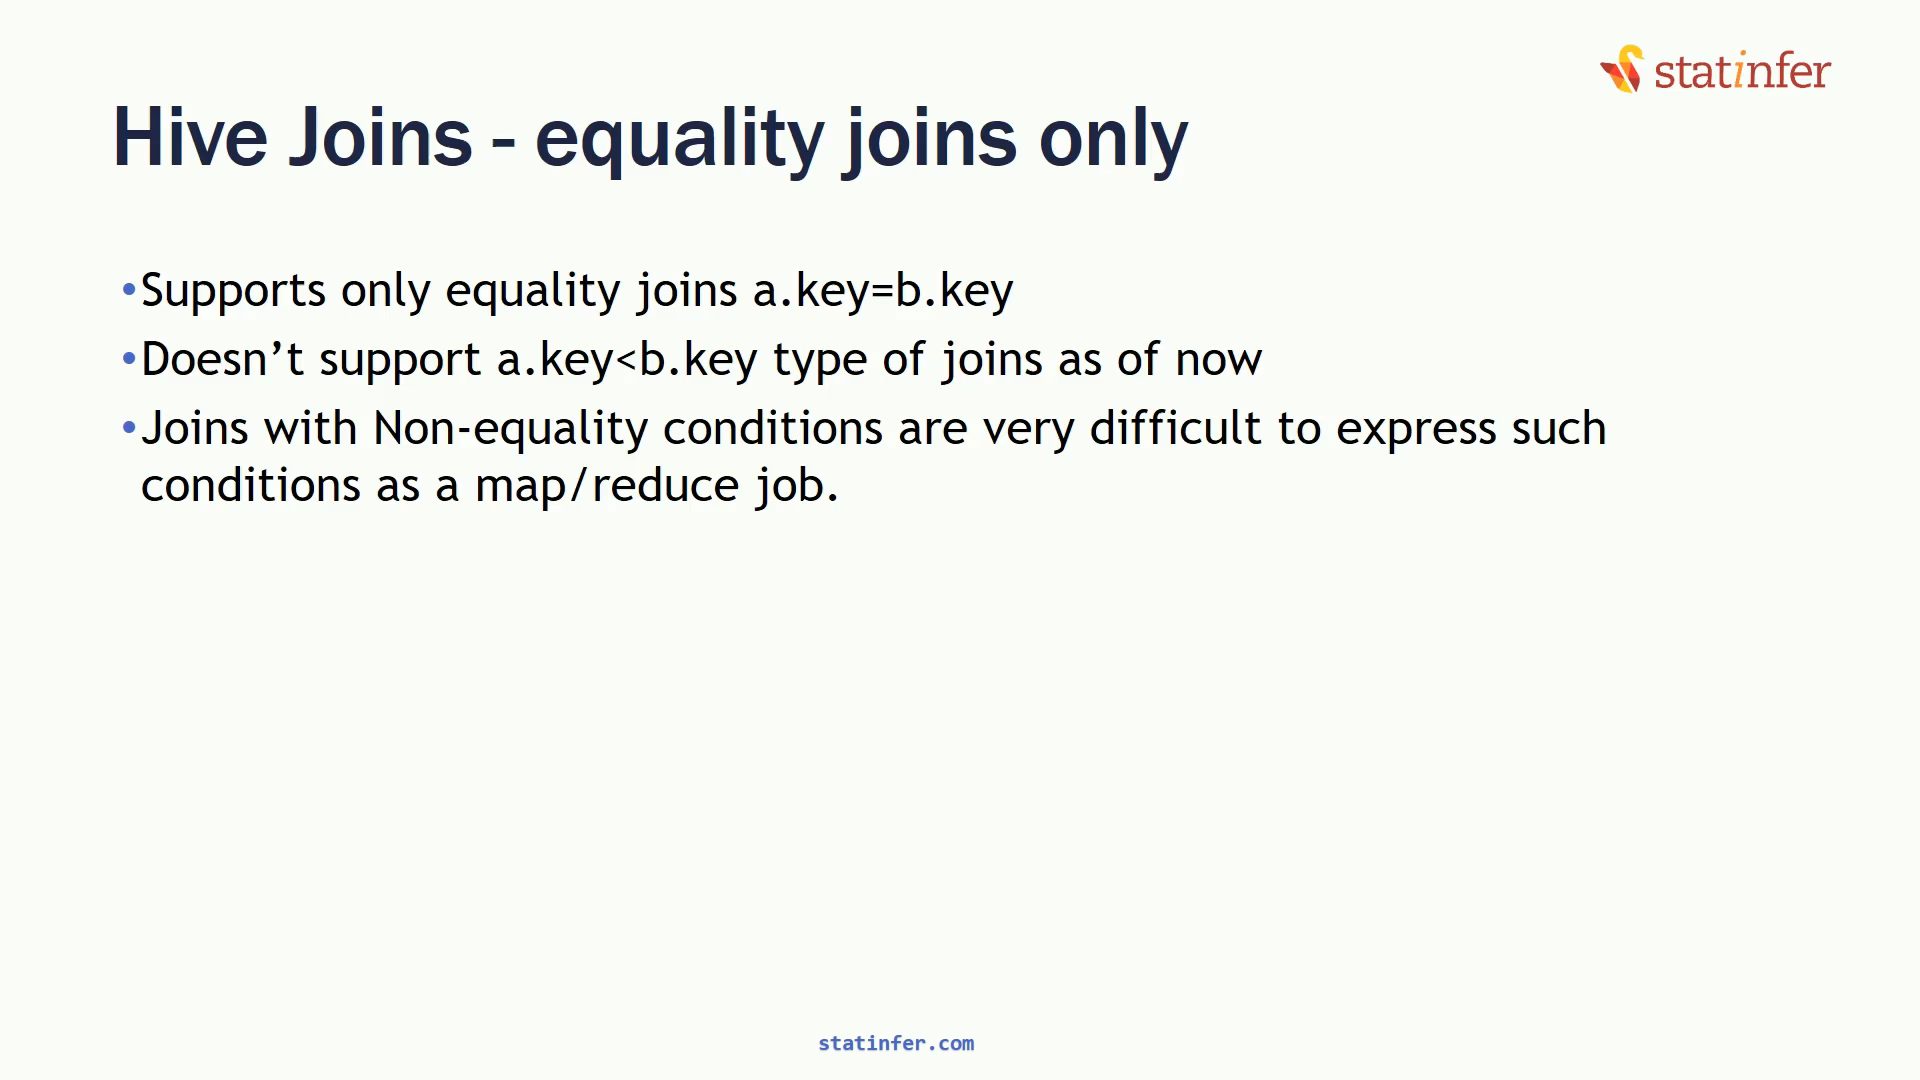 statinfer
Hive Joins - equality joins only
•Supports only equality joins a.key=b.key
•Doesn’t support a.key<b.key type of joins as of now
•Joins with Non-equality conditions are very difficult to express such
conditions as a map/reduce job.
statinfer.com